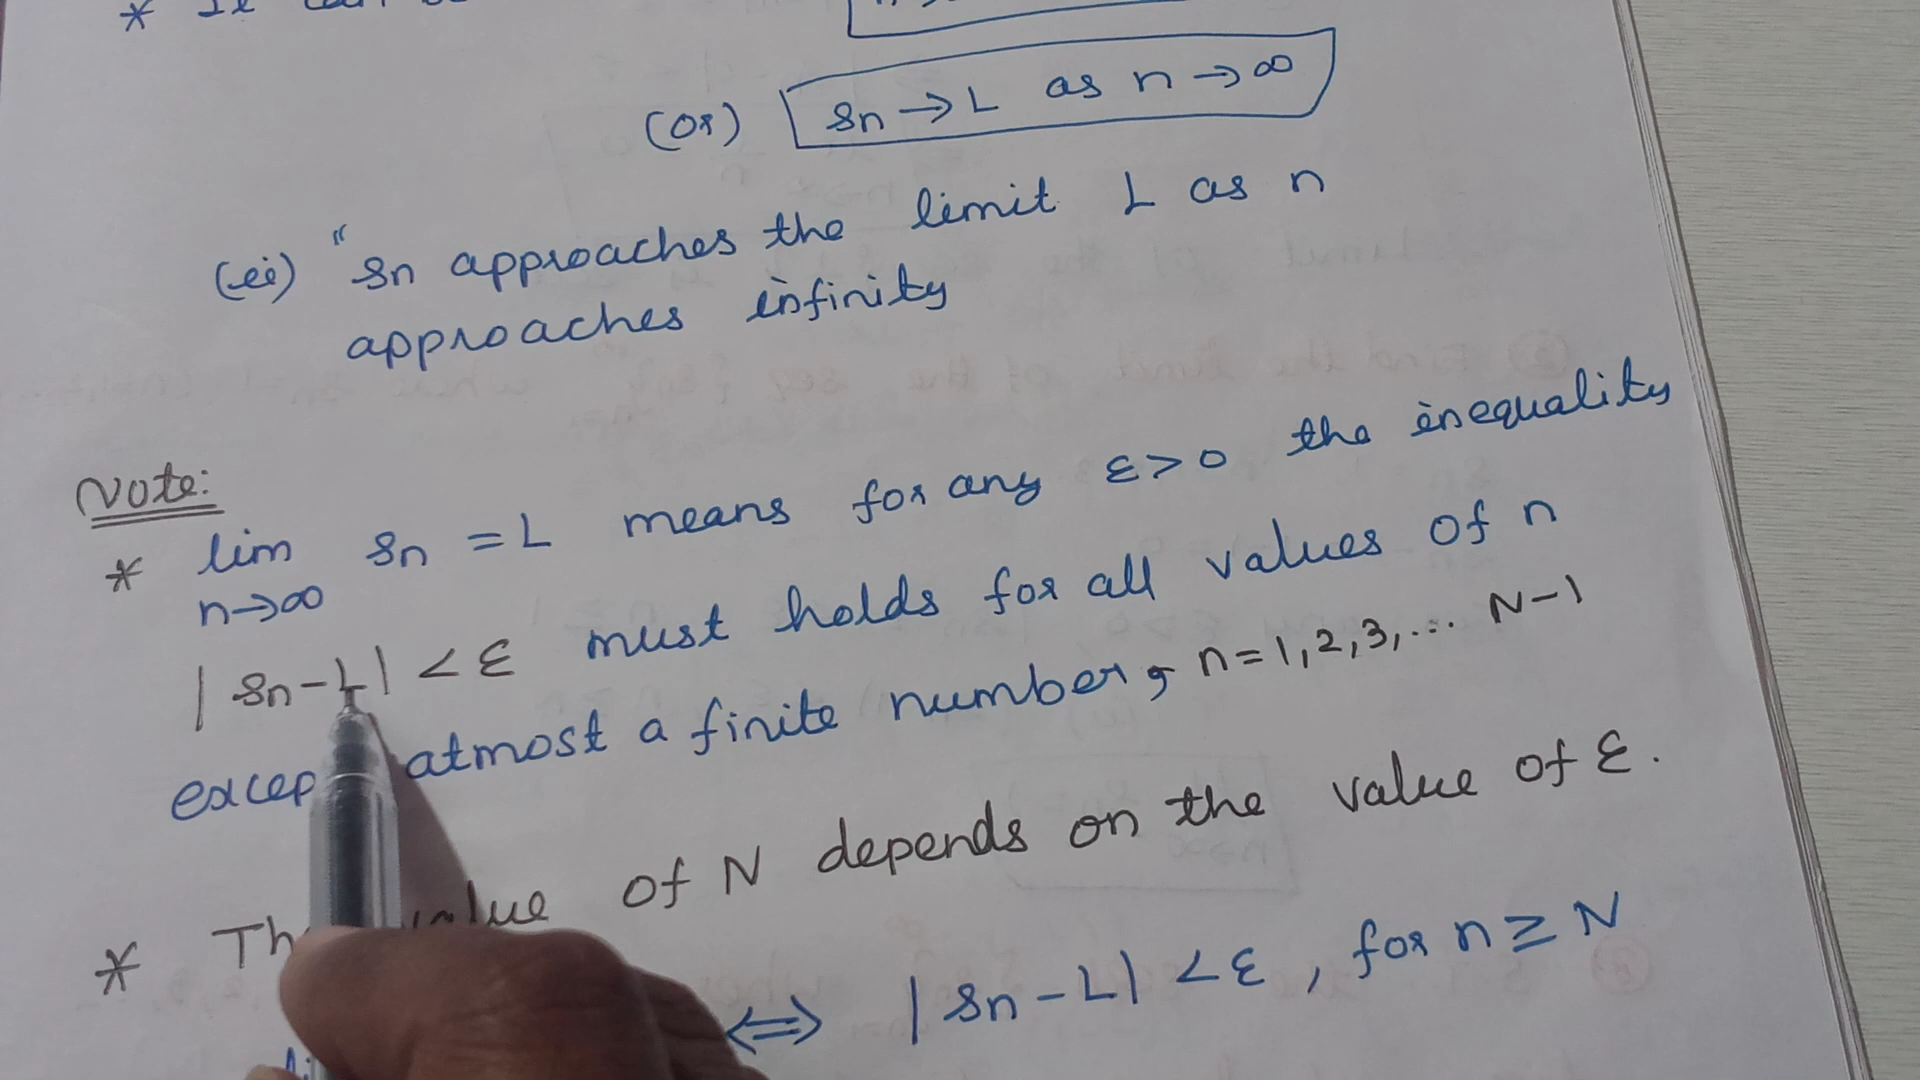 (or) sn → L as n → ∞
(ii) "sn approaches the limit L as n
approaches infinity
Note:
* lim sn = L means for any ε > 0 the inequality
n→∞
|sn - L| < ε must holds for all values of n
atmost a finite number, n = 1, 2, 3, ... N-1
* of N depends on the value of ε.
⇔ |sn - L| < ε, for n ≥ N